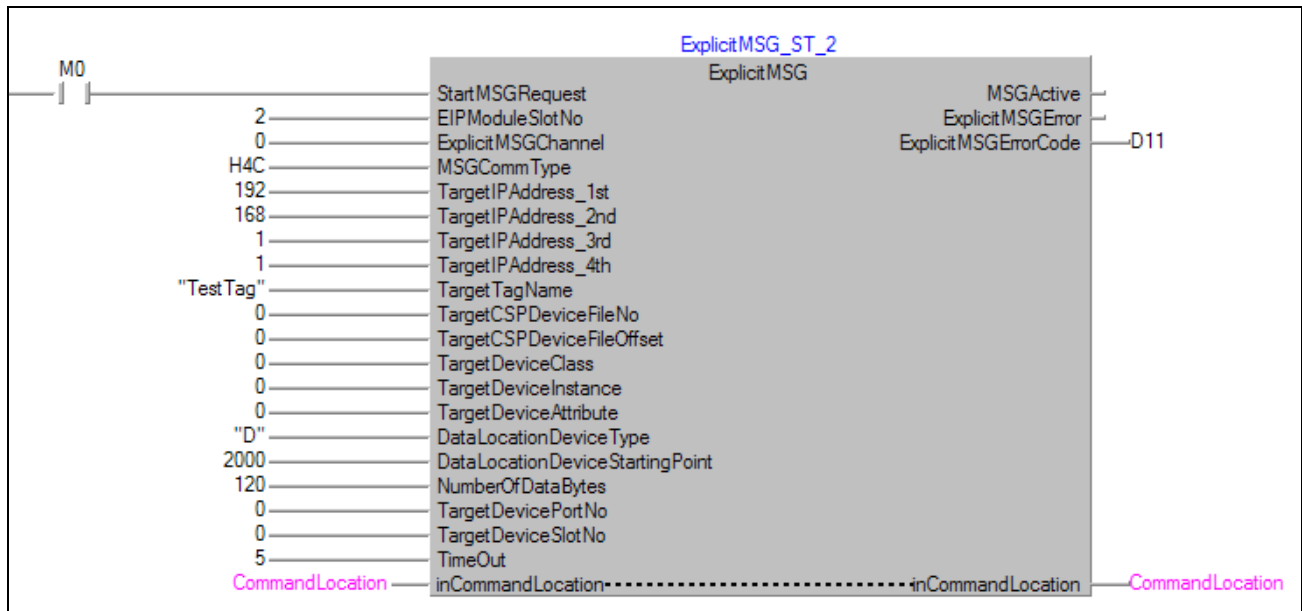 ExplicitMSG_ST_2
M0 ExplicitMSG
StartMSGRequest MSGActive
2 EIPModuleSlotNo ExplicitMSGError
0 ExplicitMSGChannel ExplicitMSGErrorCode D11
H4C MSGCommType
192 TargetIPAddress_1st
168 TargetIPAddress_2nd
1 TargetIPAddress_3rd
1 TargetIPAddress_4th
"TestTag" TargetTagName
0 TargetCSPDeviceFileNo
0 TargetCSPDeviceFileOffset
0 TargetDeviceClass
0 TargetDeviceInstance
0 TargetDeviceAttribute
"D" DataLocationDeviceType
2000 DataLocationDeviceStartingPoint
120 NumberOfDataBytes
0 TargetDevicePortNo
0 TargetDeviceSlotNo
5 TimeOut
CommandLocation inCommandLocation inCommandLocation CommandLocation